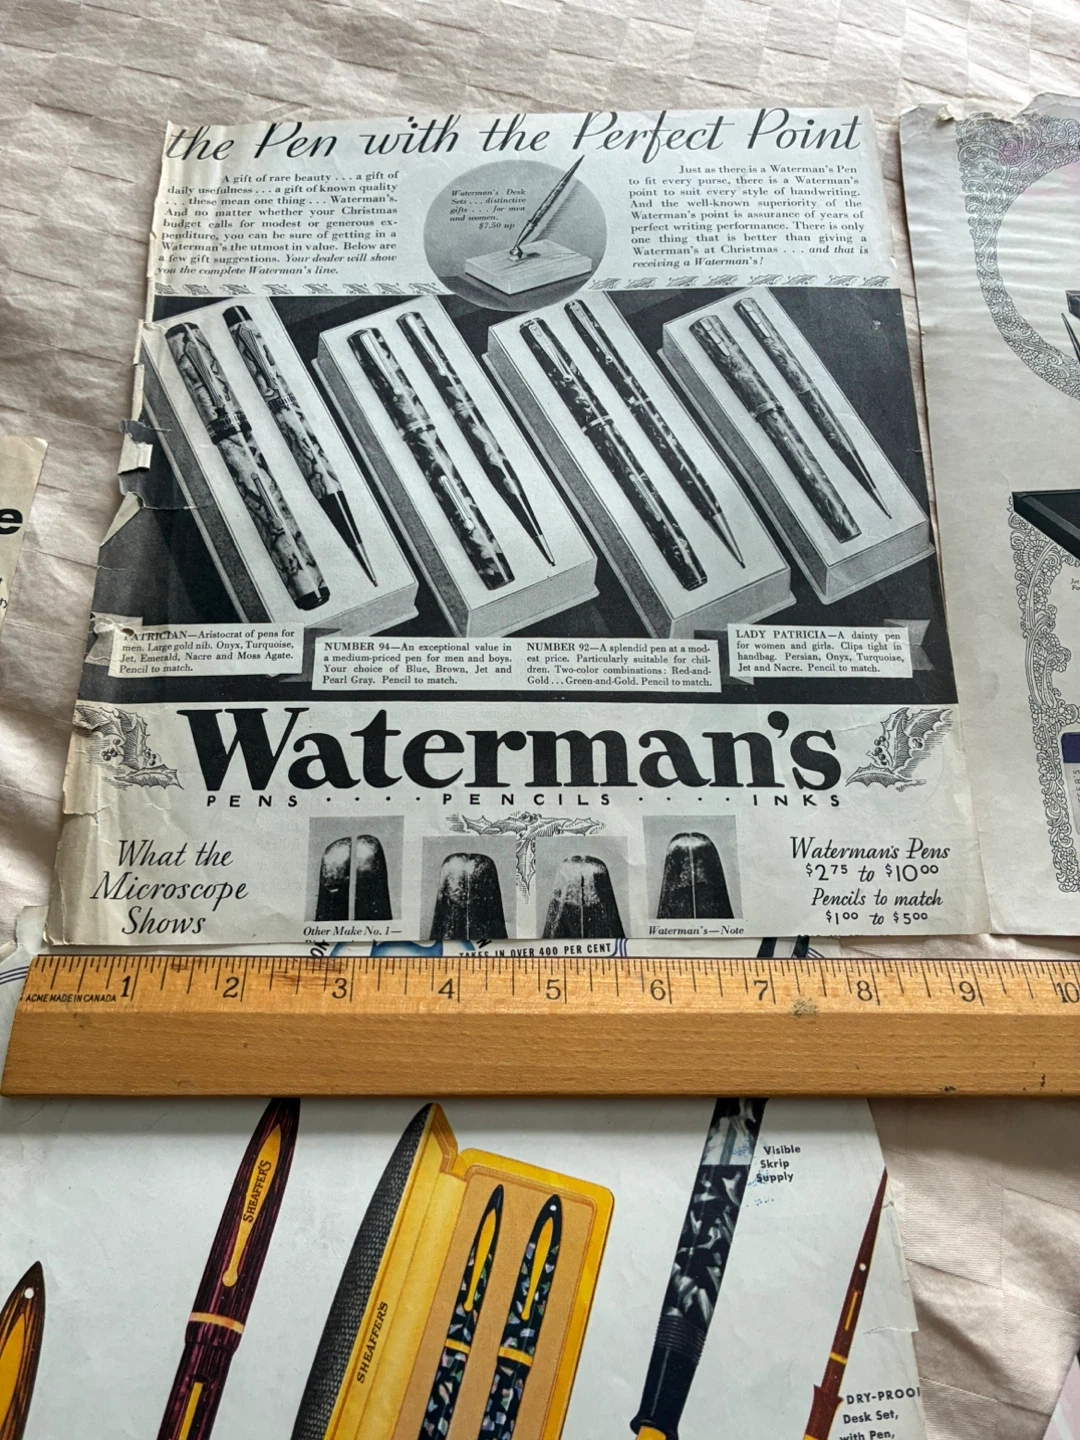 the Pen with the Perfect Point
A gift of rare beauty . . . a gift of
daily usefulness . . . a gift of known quality
. . . these mean one thing . . . Waterman's.
And no matter whether your Christmas
budget calls for modest or generous ex-
penditure, you can be sure of getting in a
Waterman's the utmost in value. Below are
a few gift suggestions. Your dealer will show
you the complete Waterman's line.
Waterman's Desk
Sets . . . distinctive
gifts . . . for men
and women.
$7.50 up
Just as there is a Waterman's Pen
to fit every purse, there is a Waterman's
point to suit every style of handwriting.
And the well-known superiority of the
Waterman's point is assurance of years of
perfect writing performance. There is only
one thing that is better than giving a
Waterman's at Christmas . . . and that is
receiving a Waterman's!
PATRICIAN—Aristocrat of pens for
men. Large gold nib. Onyx, Turquoise,
Jet, Emerald, Nacre and Moss Agate.
Pencil to match.
NUMBER 94—An exceptional value in
a medium-priced pen for men and boys.
Your choice of Blue, Brown, Jet and
Pearl Gray. Pencil to match.
NUMBER 92—A splendid pen at a mod-
est price. Particularly suitable for chil-
dren. Two-color combinations: Red-and-
Gold . . . Green-and-Gold. Pencil to match.
LADY PATRICIA—A dainty pen
for women and girls. Clips tight in
handbag. Persian, Onyx, Turquoise,
Jet and Nacre. Pencil to match.
Waterman's
PENS · · · · PENCILS · · · · INKS
What the
Microscope
Shows
Other Make No. 1—
Waterman's—Note
Waterman's Pens
$2.75 to $10.00
Pencils to match
$1.00 to $5.00
TAKES IN OVER 400 PER CENT
1 2 3 4 5 6 7 8 9 10
ACME MADE IN CANADA
SHEAFFER'S
SHEAFFER'S
Visible
Skrip
Supply
DRY-PROOF
Desk Set,
with Pen,
e